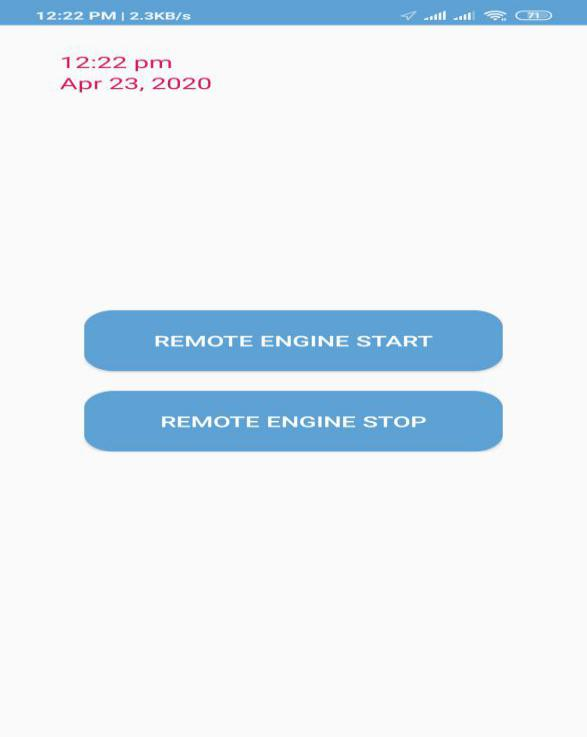 12:22 PM | 2.3KB/s 71
12:22 pm
Apr 23, 2020
REMOTE ENGINE START
REMOTE ENGINE STOP